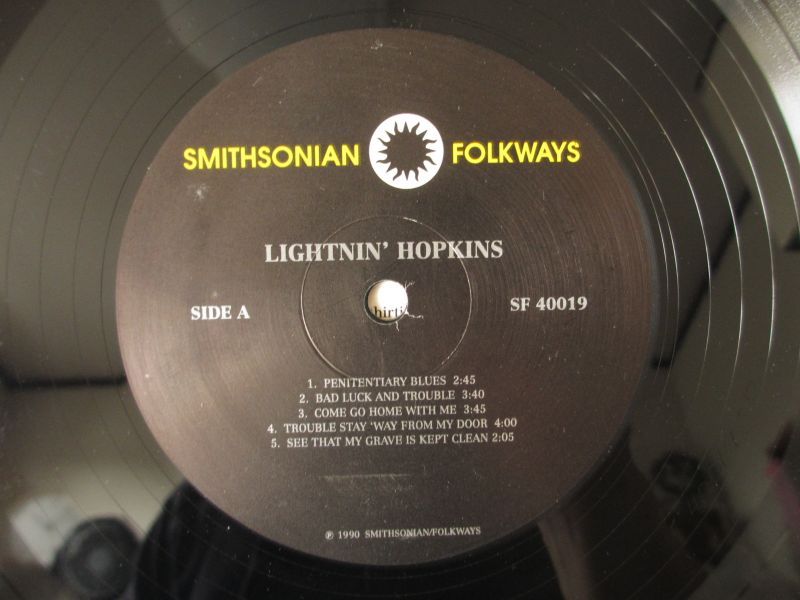 SMITHSONIAN FOLKWAYS
LIGHTNIN' HOPKINS
SIDE A
SF 40019
1. PENITENTIARY BLUES 2:45
2. BAD LUCK AND TROUBLE 3:40
3. COME GO HOME WITH ME 3:45
4. TROUBLE STAY 'WAY FROM MY DOOR 4:00
5. SEE THAT MY GRAVE IS KEPT CLEAN 2:05
℗ 1990 SMITHSONIAN/FOLKWAYS